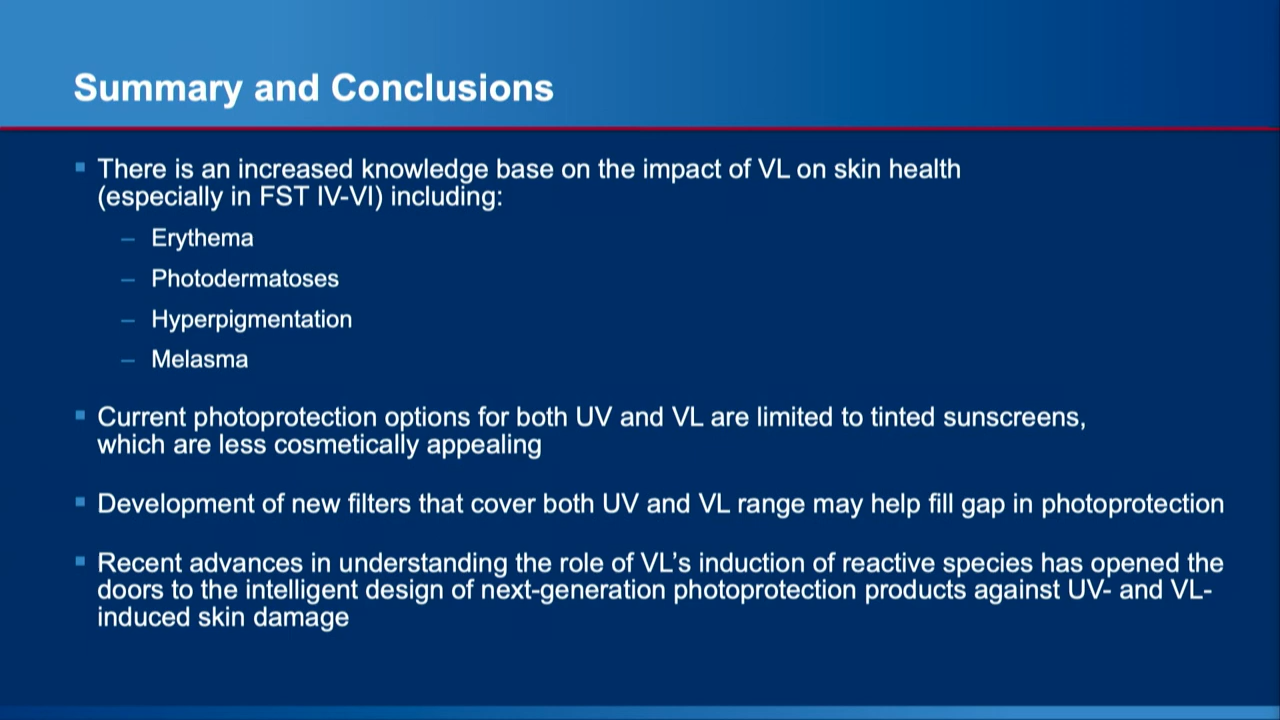 Summary and Conclusions
▪ There is an increased knowledge base on the impact of VL on skin health
(especially in FST IV-VI) including:
– Erythema
– Photodermatoses
– Hyperpigmentation
– Melasma
▪ Current photoprotection options for both UV and VL are limited to tinted sunscreens,
which are less cosmetically appealing
▪ Development of new filters that cover both UV and VL range may help fill gap in photoprotection
▪ Recent advances in understanding the role of VL’s induction of reactive species has opened the
doors to the intelligent design of next-generation photoprotection products against UV- and VL-
induced skin damage